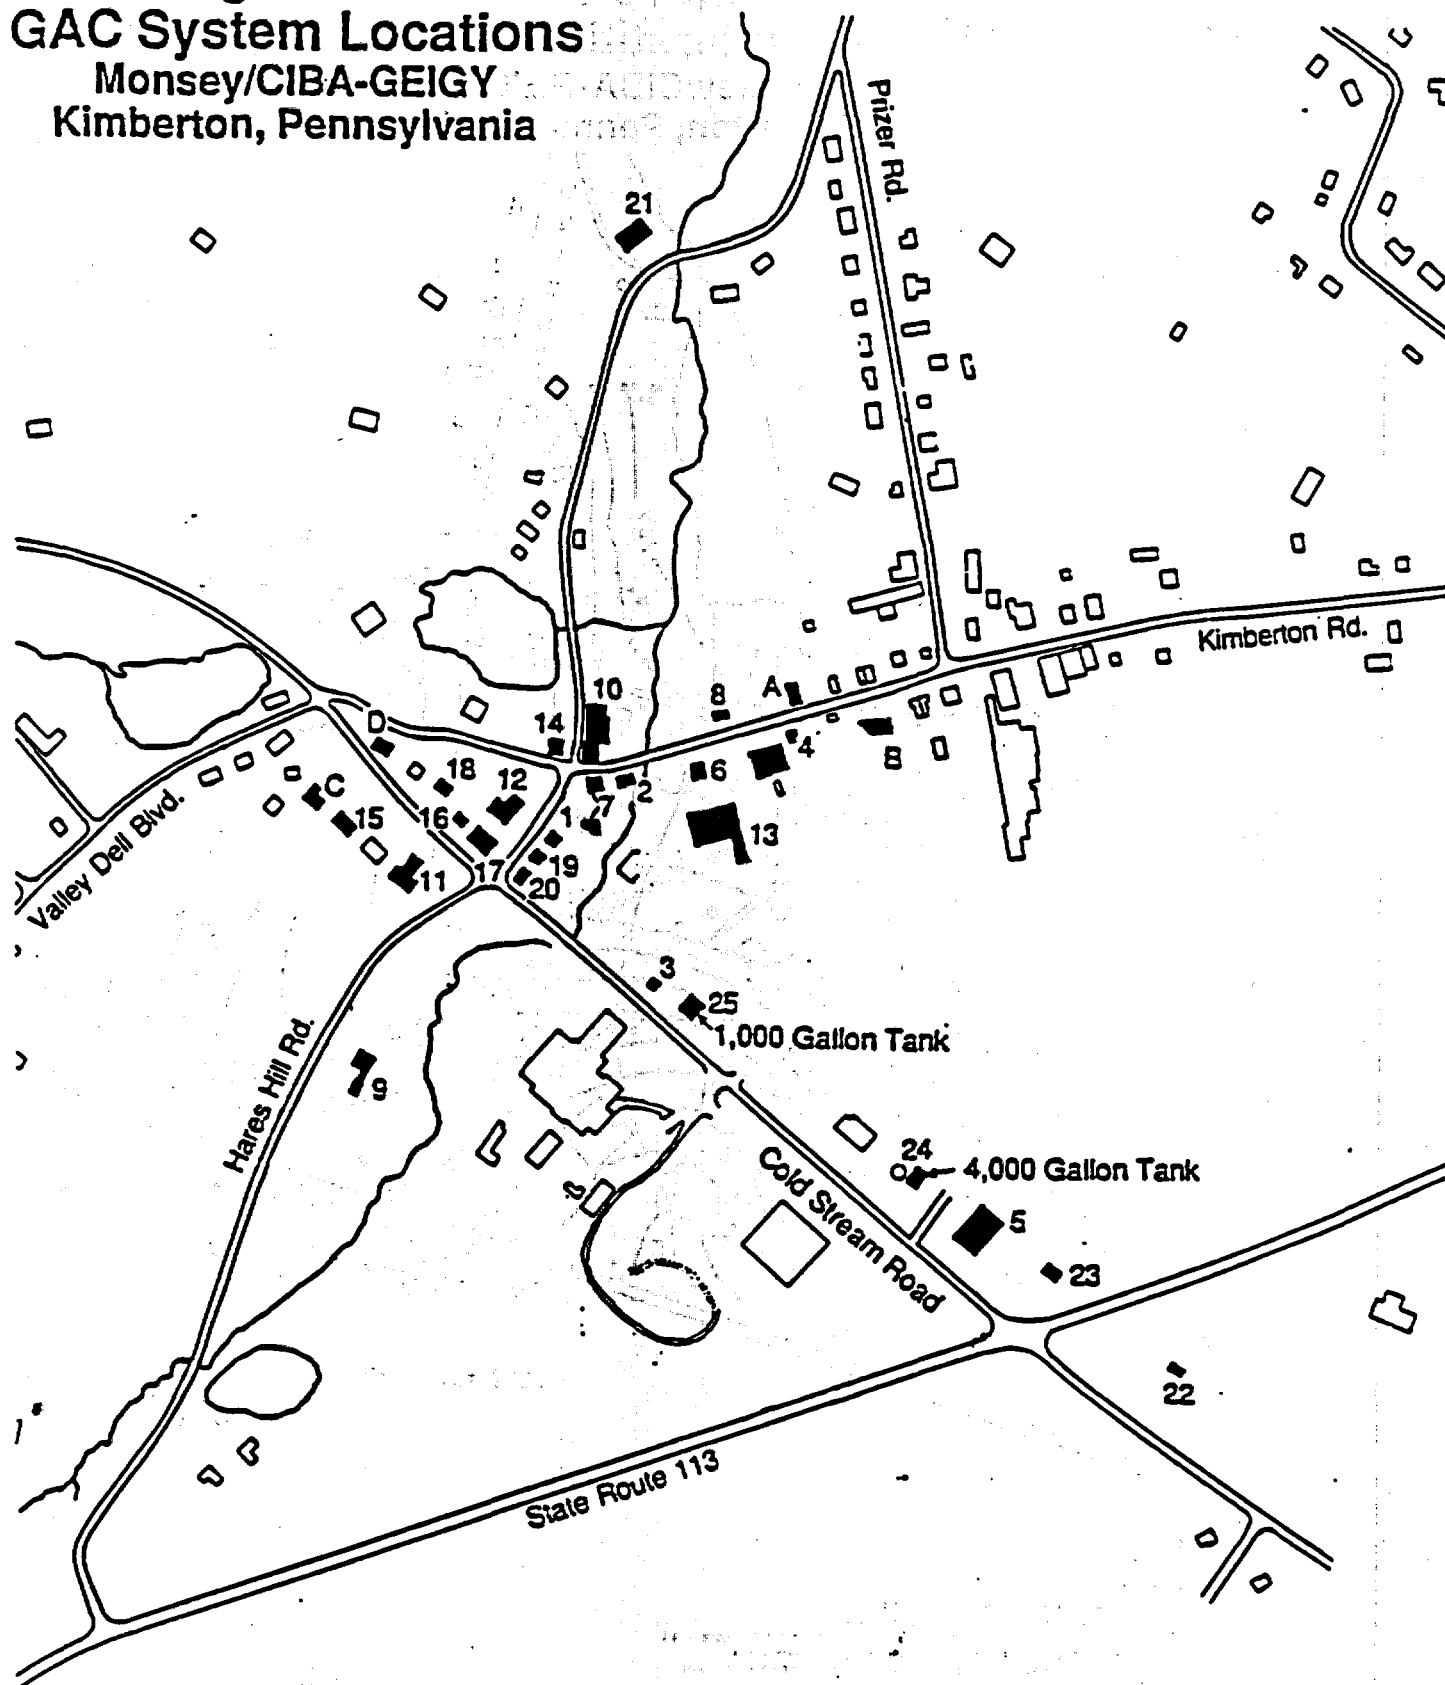 GAC System Locations
Monsey/CIBA-GEIGY
Kimberton, Pennsylvania
Prizer Rd.
21
Kimberton Rd.
10
8
A
D
14
4
B
18
12
6
2
7
C
16
1
15
13
17
19
11
20
Valley Dell Blvd.
3
25
1,000 Gallon Tank
Hares Hill Rd.
9
24
4,000 Gallon Tank
Cold Stream Road
5
23
22
State Route 113